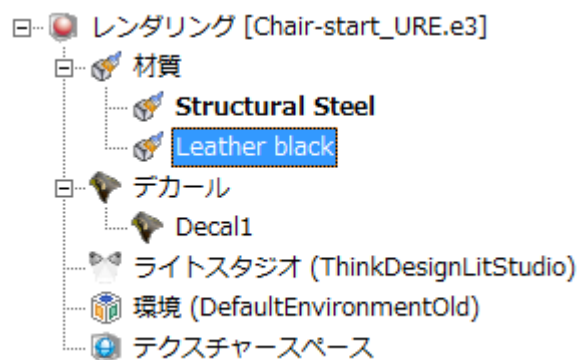 レンダリング [Chair-start_URE.e3]
材質
Structural Steel
Leather black
デカール
Decal1
ライトスタジオ (ThinkDesignLitStudio)
環境 (DefaultEnvironmentOld)
テクスチャースペース